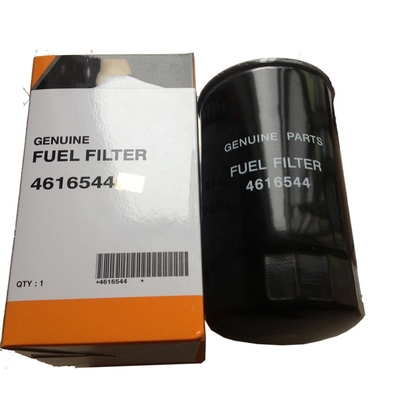 GENUINE
FUEL FILTER
4616544
*4616544 *
QTY : 1
GENUINE PARTS
FUEL FILTER
4616544